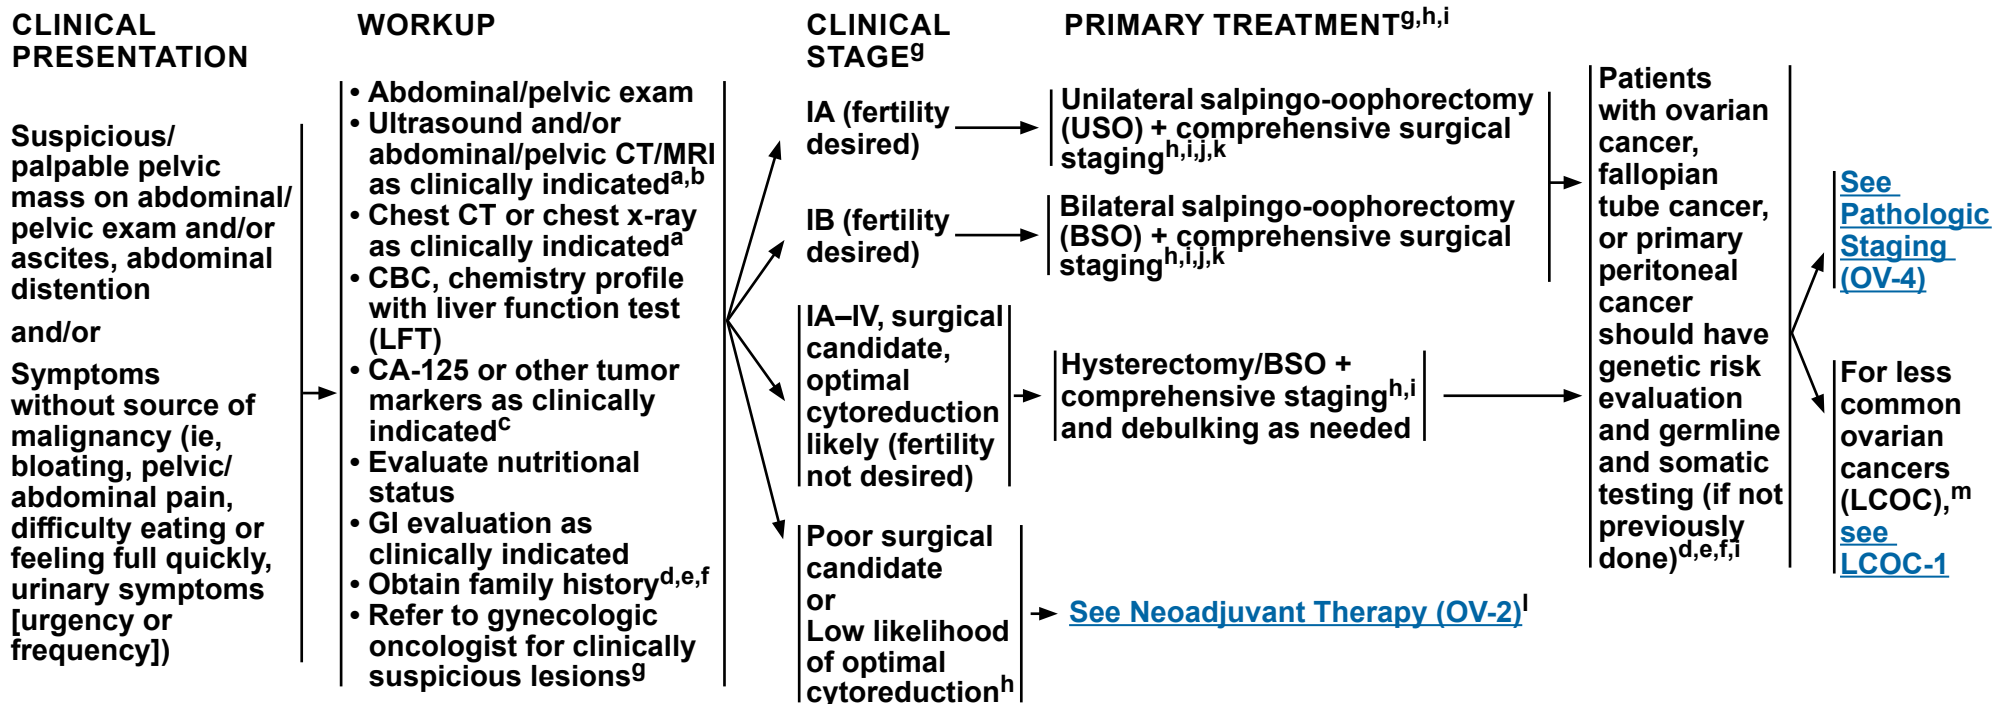 CLINICAL
PRESENTATION
WORKUP
CLINICAL
STAGEg
PRIMARY TREATMENTg,h,i
Suspicious/
palpable pelvic
mass on abdominal/
pelvic exam and/or
ascites, abdominal
distention
and/or
Symptoms
without source of
malignancy (ie,
bloating, pelvic/
abdominal pain,
difficulty eating or
feeling full quickly,
urinary symptoms
[urgency or
frequency])
• Abdominal/pelvic exam
• Ultrasound and/or
abdominal/pelvic CT/MRI
as clinically indicateda,b
• Chest CT or chest x-ray
as clinically indicateda
• CBC, chemistry profile
with liver function test
(LFT)
• CA-125 or other tumor
markers as clinically
indicatedc
• Evaluate nutritional
status
• GI evaluation as
clinically indicated
• Obtain family historyd,e,f
• Refer to gynecologic
oncologist for clinically
suspicious lesionsg
IA (fertility
desired)
Unilateral salpingo-oophorectomy
(USO) + comprehensive surgical
stagingh,i,j,k
IB (fertility
desired)
Bilateral salpingo-oophorectomy
(BSO) + comprehensive surgical
stagingh,i,j,k
IA–IV, surgical
candidate,
optimal
cytoreduction
likely (fertility
not desired)
Hysterectomy/BSO +
comprehensive stagingh,i
and debulking as needed
Poor surgical
candidate
or
Low likelihood
of optimal
cytoreductionh
See Neoadjuvant Therapy (OV-2)l
Patients
with ovarian
cancer,
fallopian
tube cancer,
or primary
peritoneal
cancer
should have
genetic risk
evaluation
and germline
and somatic
testing (if not
previously
done)d,e,f,i
See
Pathologic
Staging
(OV-4)
For less
common
ovarian
cancers
(LCOC),m
see
LCOC-1